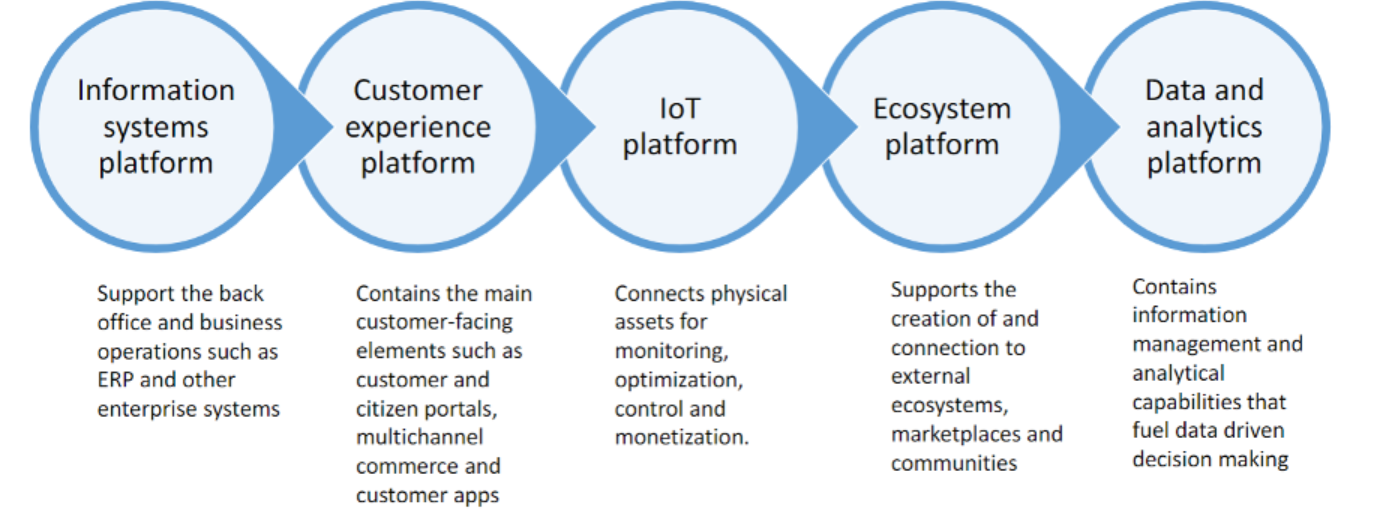 Information
systems
platform
Customer
experience
platform
IoT
platform
Ecosystem
platform
Data and
analytics
platform
Support the back
office and business
operations such as
ERP and other
enterprise systems
Contains the main
customer-facing
elements such as
customer and
citizen portals,
multichannel
commerce and
customer apps
Connects physical
assets for
monitoring,
optimization,
control and
monetization.
Supports the
creation of and
connection to
external
ecosystems,
marketplaces and
communities
Contains
information
management and
analytical
capabilities that
fuel data driven
decision making